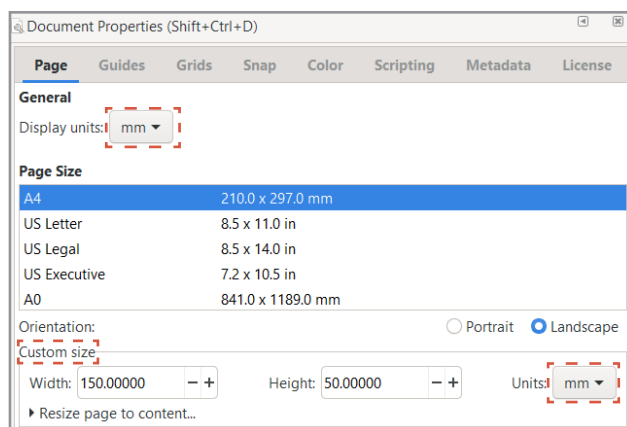 Document Properties (Shift+Ctrl+D)
Page Guides Grids Snap Color Scripting Metadata License
General
Display units: mm
Page Size
A4 210.0 x 297.0 mm
US Letter 8.5 x 11.0 in
US Legal 8.5 x 14.0 in
US Executive 7.2 x 10.5 in
A0 841.0 x 1189.0 mm
Orientation: Portrait Landscape
Custom size
Width: 150.00000 − + Height: 50.00000 − + Units: mm
Resize page to content...